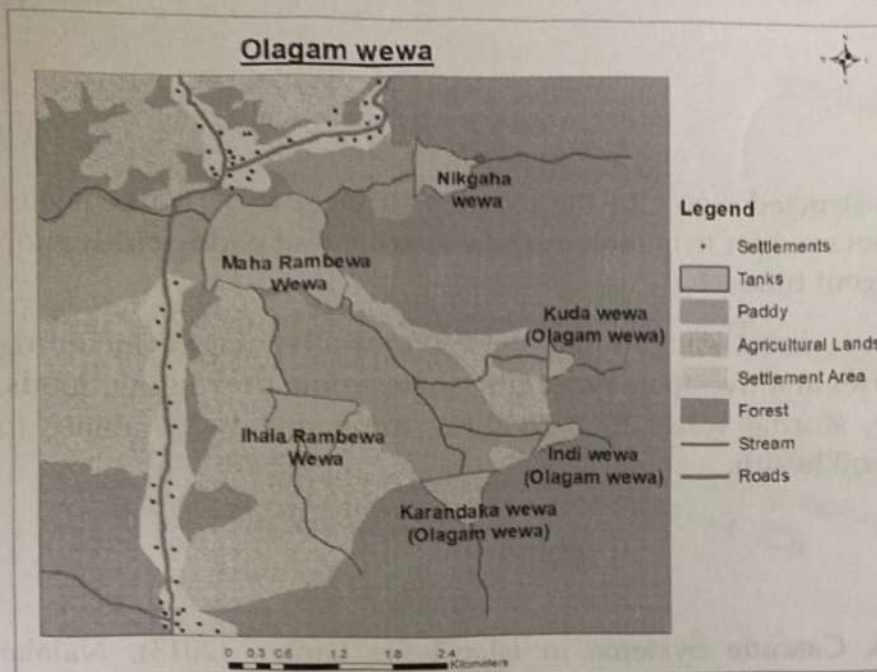 Olagam wewa
Nikgaha
wewa
Maha Rambewa
Wewa
Kuda wewa
(Olagam wewa)
Ihala Rambewa
Wewa
Indi wewa
(Olagam wewa)
Karandaka wewa
(Olagam wewa)
Legend
Settlements
Tanks
Paddy
Agricultural Lands
Settlement Area
Forest
Stream
Roads
0 0.3 0.6 1.2 1.8 2.4
Kilometers